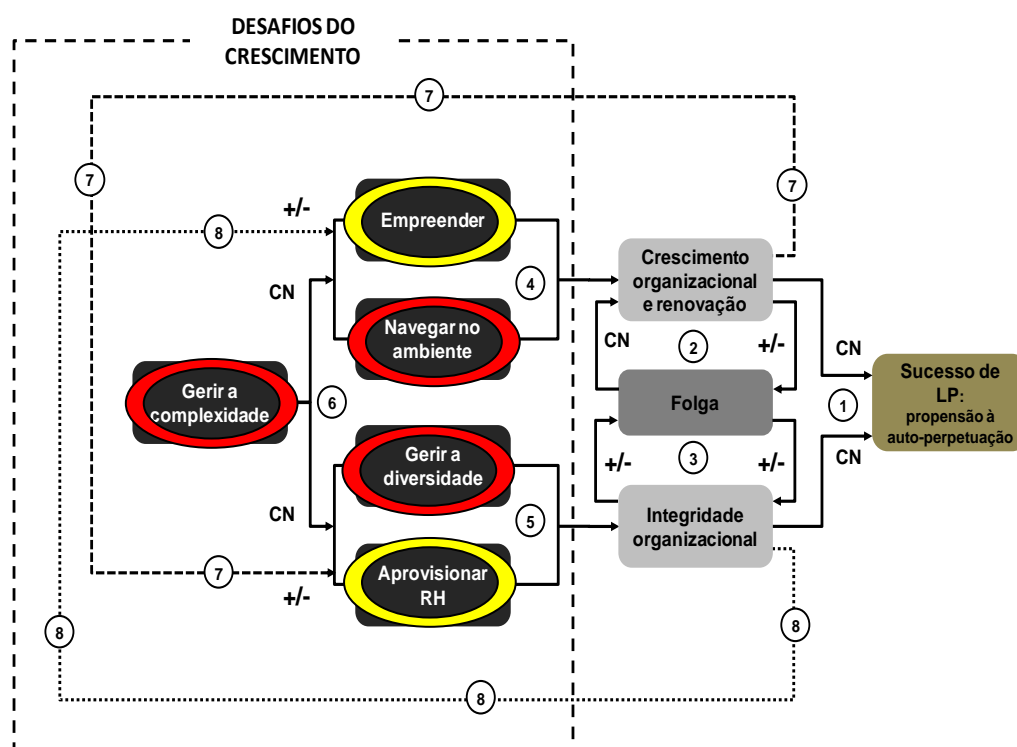 DESAFIOS DO
CRESCIMENTO
7
7
7
8
+/-
Empreender
CN
4
Navegar no
ambiente
Crescimento
organizacional
e renovação
CN
2
+/-
CN
Gerir a
complexidade
6
Folga
1
Sucesso de
LP:
propensão à
auto-perpetuação
Gerir a
diversidade
+/-
3
+/-
CN
CN
5
Integridade
organizacional
7
+/-
Aprovisionar
RH
8
8
8